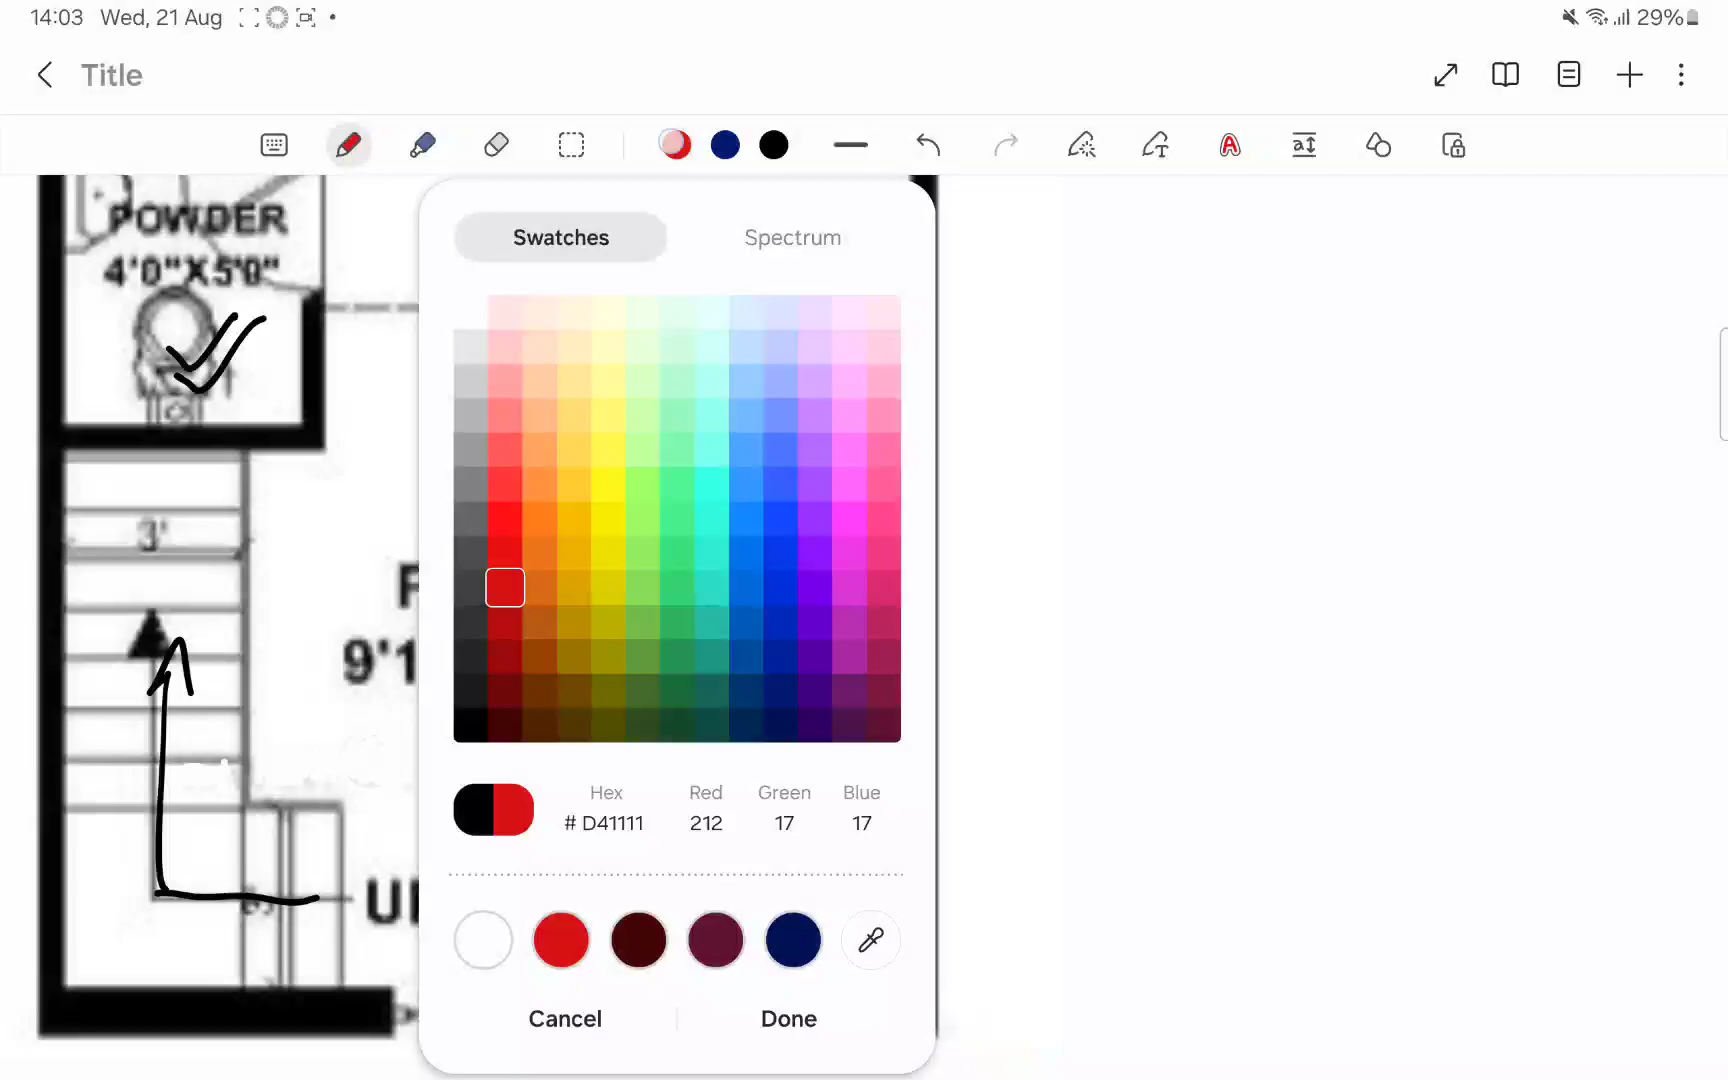 14:03 Wed, 21 Aug
29%
Title
POWDER
4'0"X5'0"
3'
9'1
Swatches
Spectrum
Hex Red Green Blue
# D41111 212 17 17
Cancel
Done